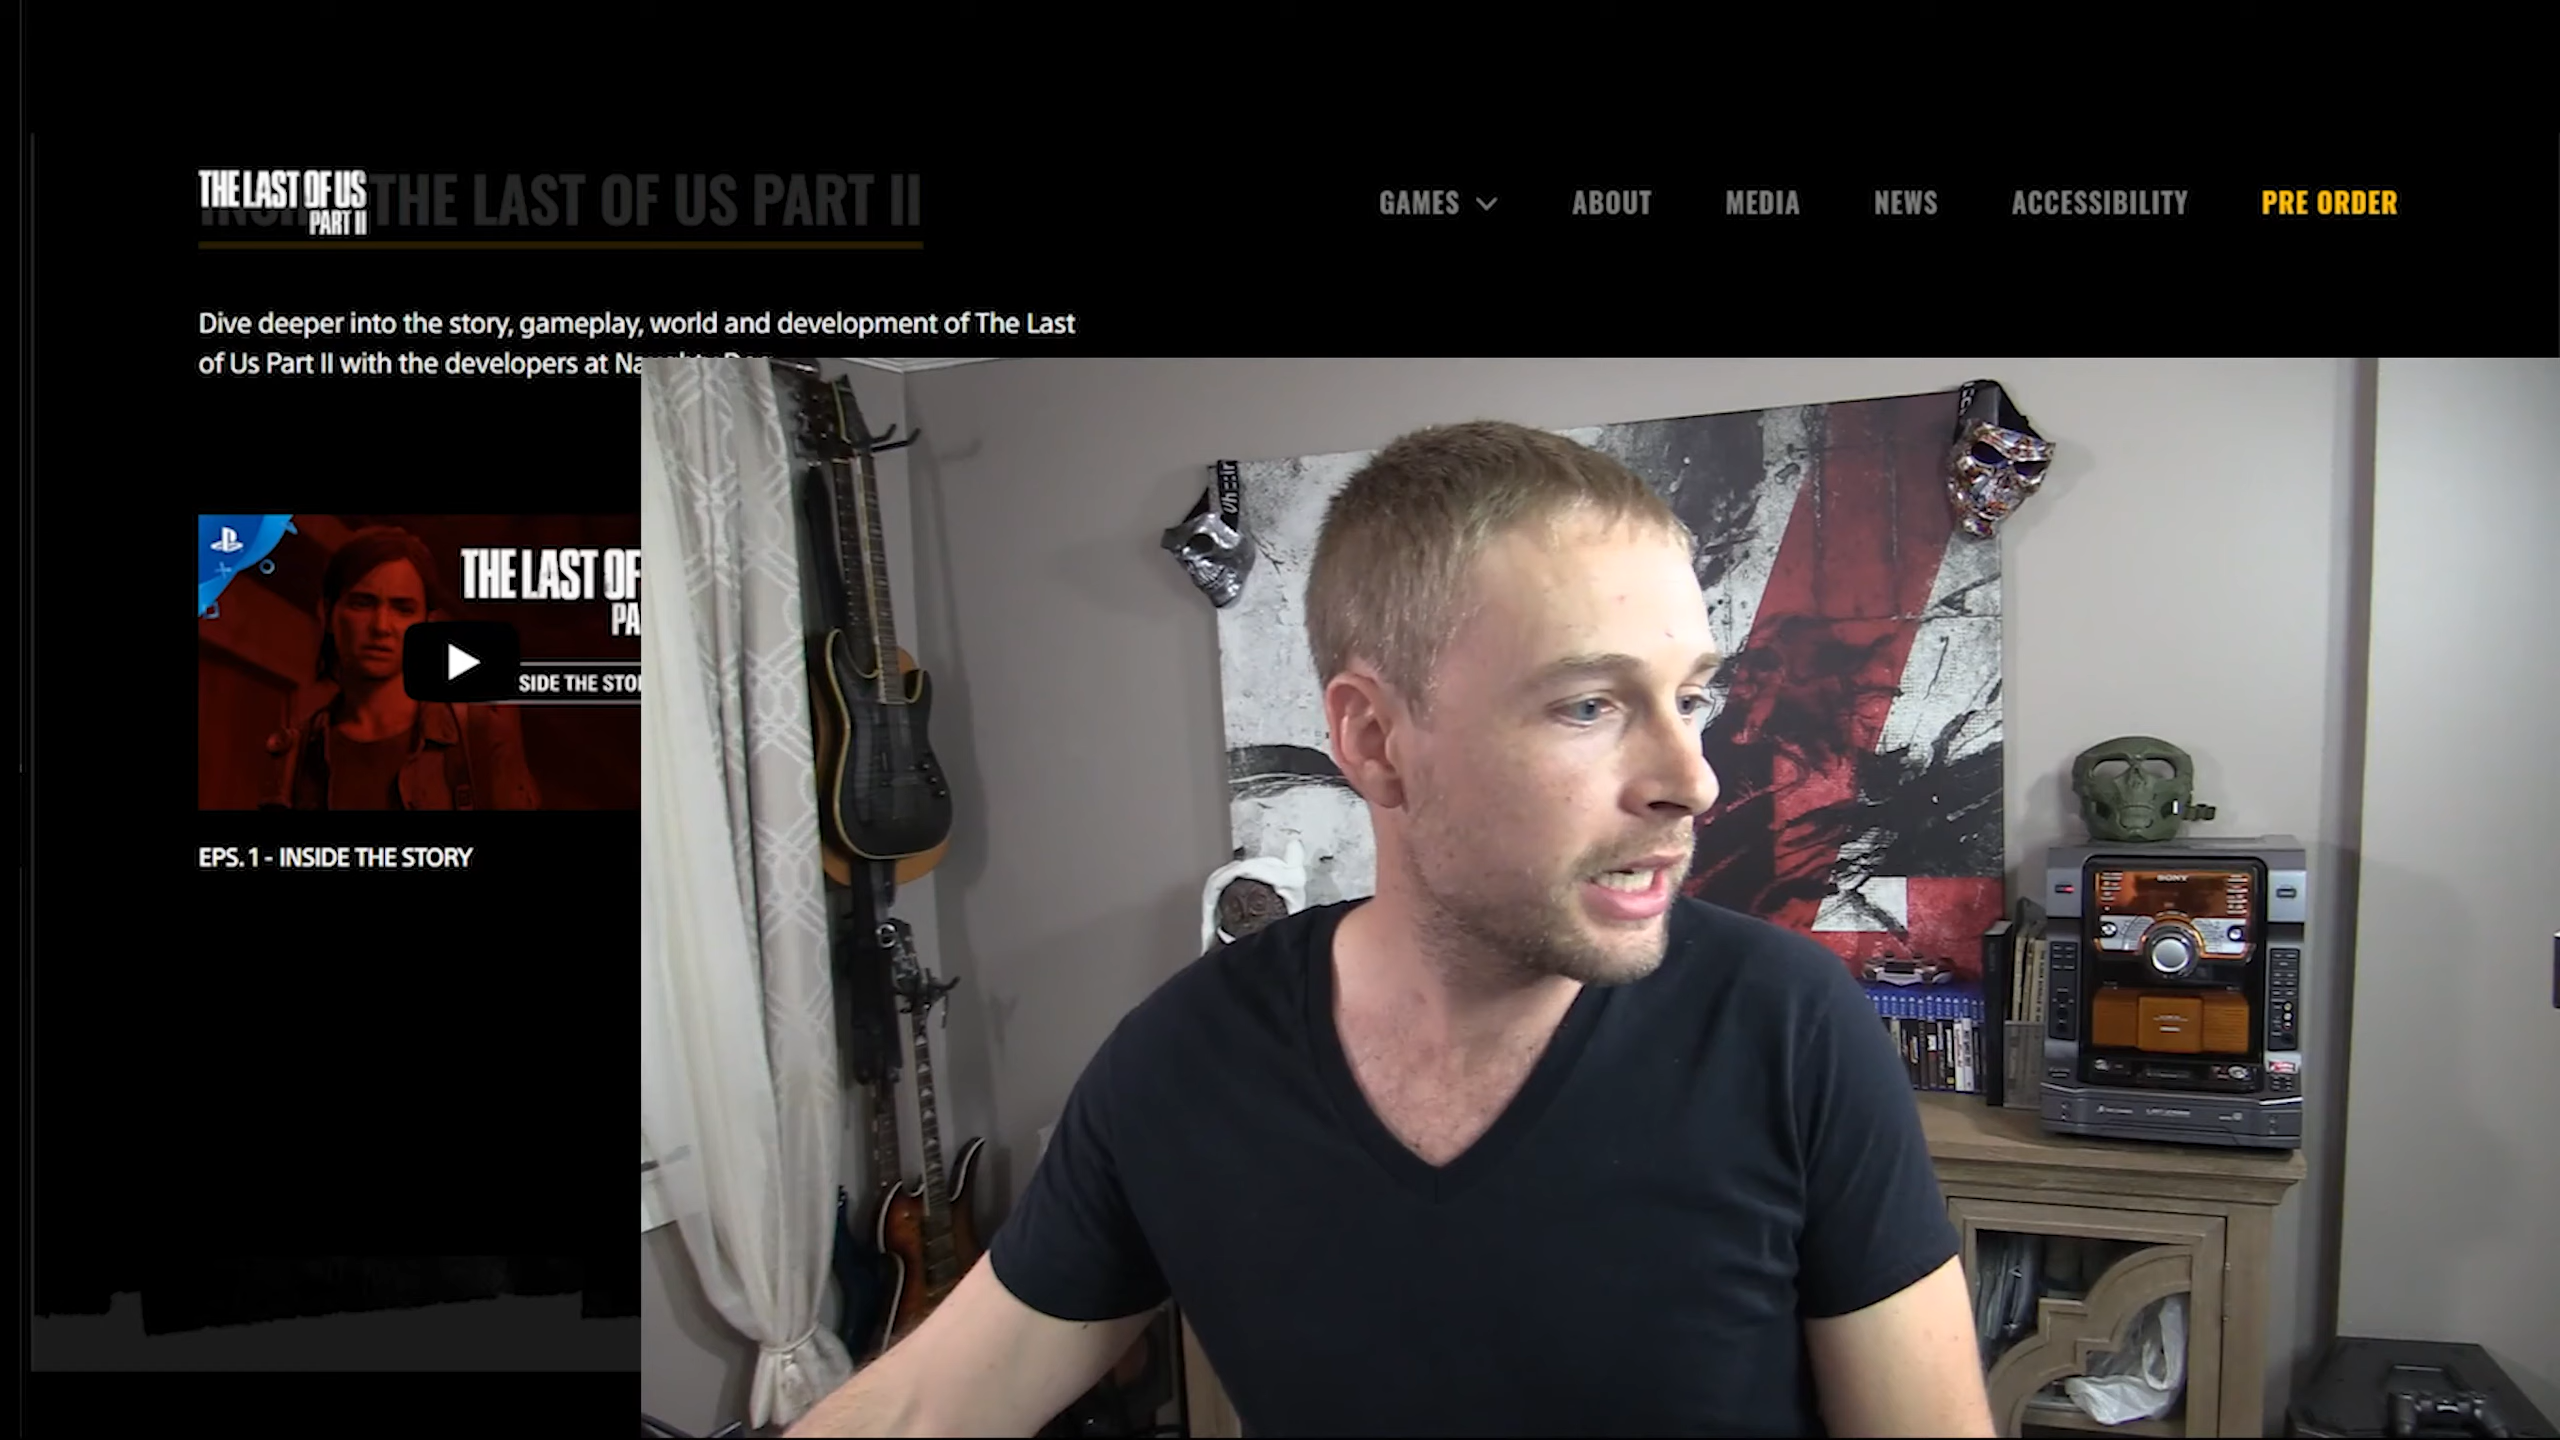 THE LAST OF US
PART II
THE LAST OF US PART II
GAMES
ABOUT
MEDIA
NEWS
ACCESSIBILITY
PRE ORDER
Dive deeper into the story, gameplay, world and development of The Last
of Us Part II with the developers at
THE LAST OF
SIDE THE
EPS. 1 - INSIDE THE STORY
SONY